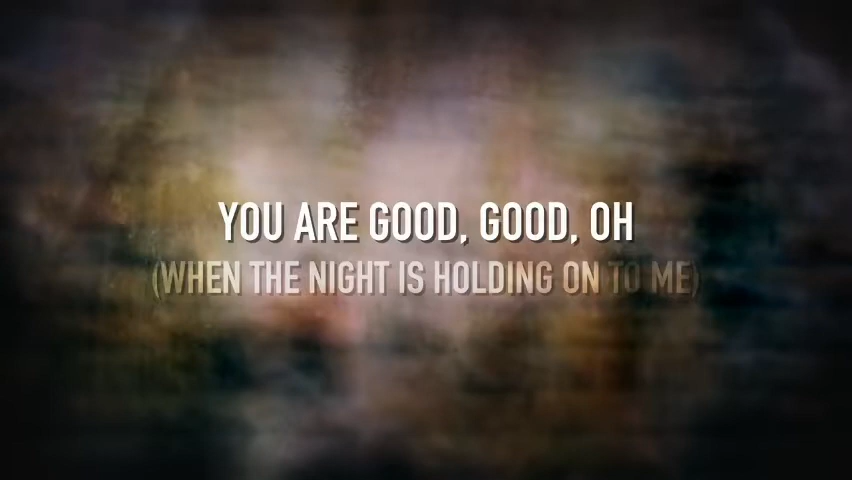 YOU ARE GOOD, GOOD, OH
(WHEN THE NIGHT IS HOLDING ON TO ME)